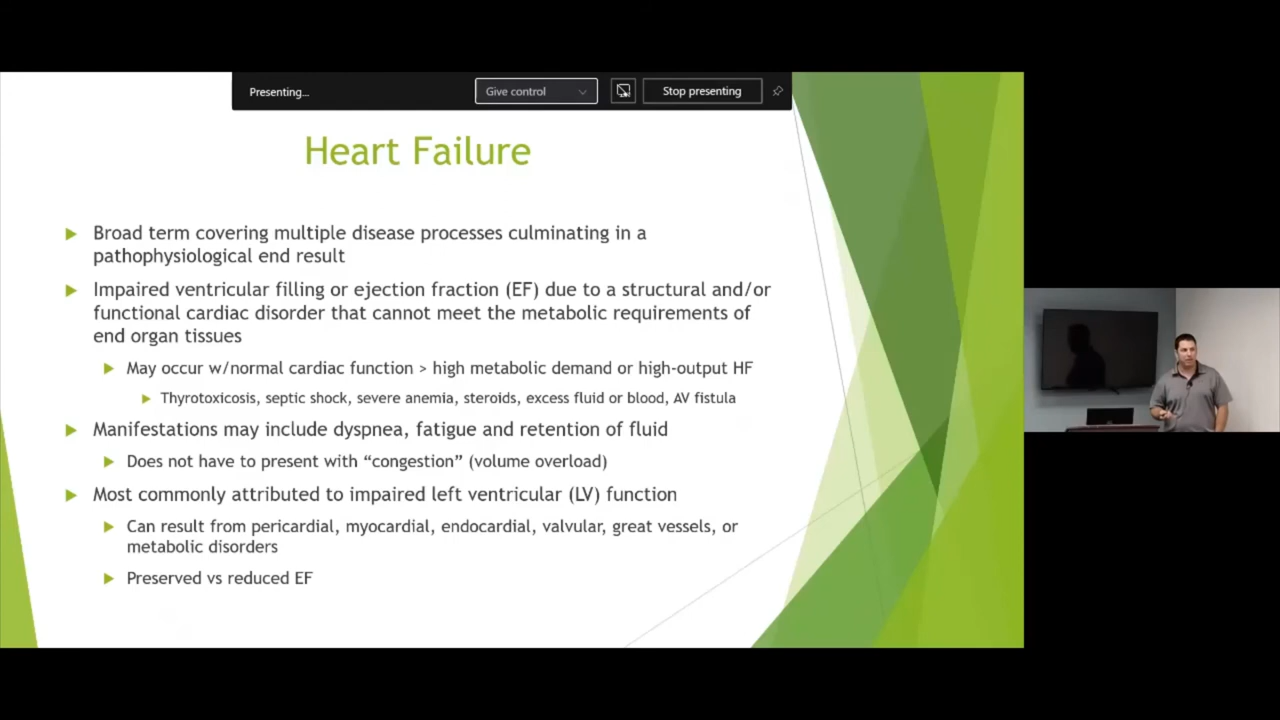 Presenting...
Give control
Stop presenting
Heart Failure
Broad term covering multiple disease processes culminating in a
pathophysiological end result
Impaired ventricular filling or ejection fraction (EF) due to a structural and/or
functional cardiac disorder that cannot meet the metabolic requirements of
end organ tissues
May occur w/normal cardiac function > high metabolic demand or high-output HF
Thyrotoxicosis, septic shock, severe anemia, steroids, excess fluid or blood, AV fistula
Manifestations may include dyspnea, fatigue and retention of fluid
Does not have to present with “congestion” (volume overload)
Most commonly attributed to impaired left ventricular (LV) function
Can result from pericardial, myocardial, endocardial, valvular, great vessels, or
metabolic disorders
Preserved vs reduced EF